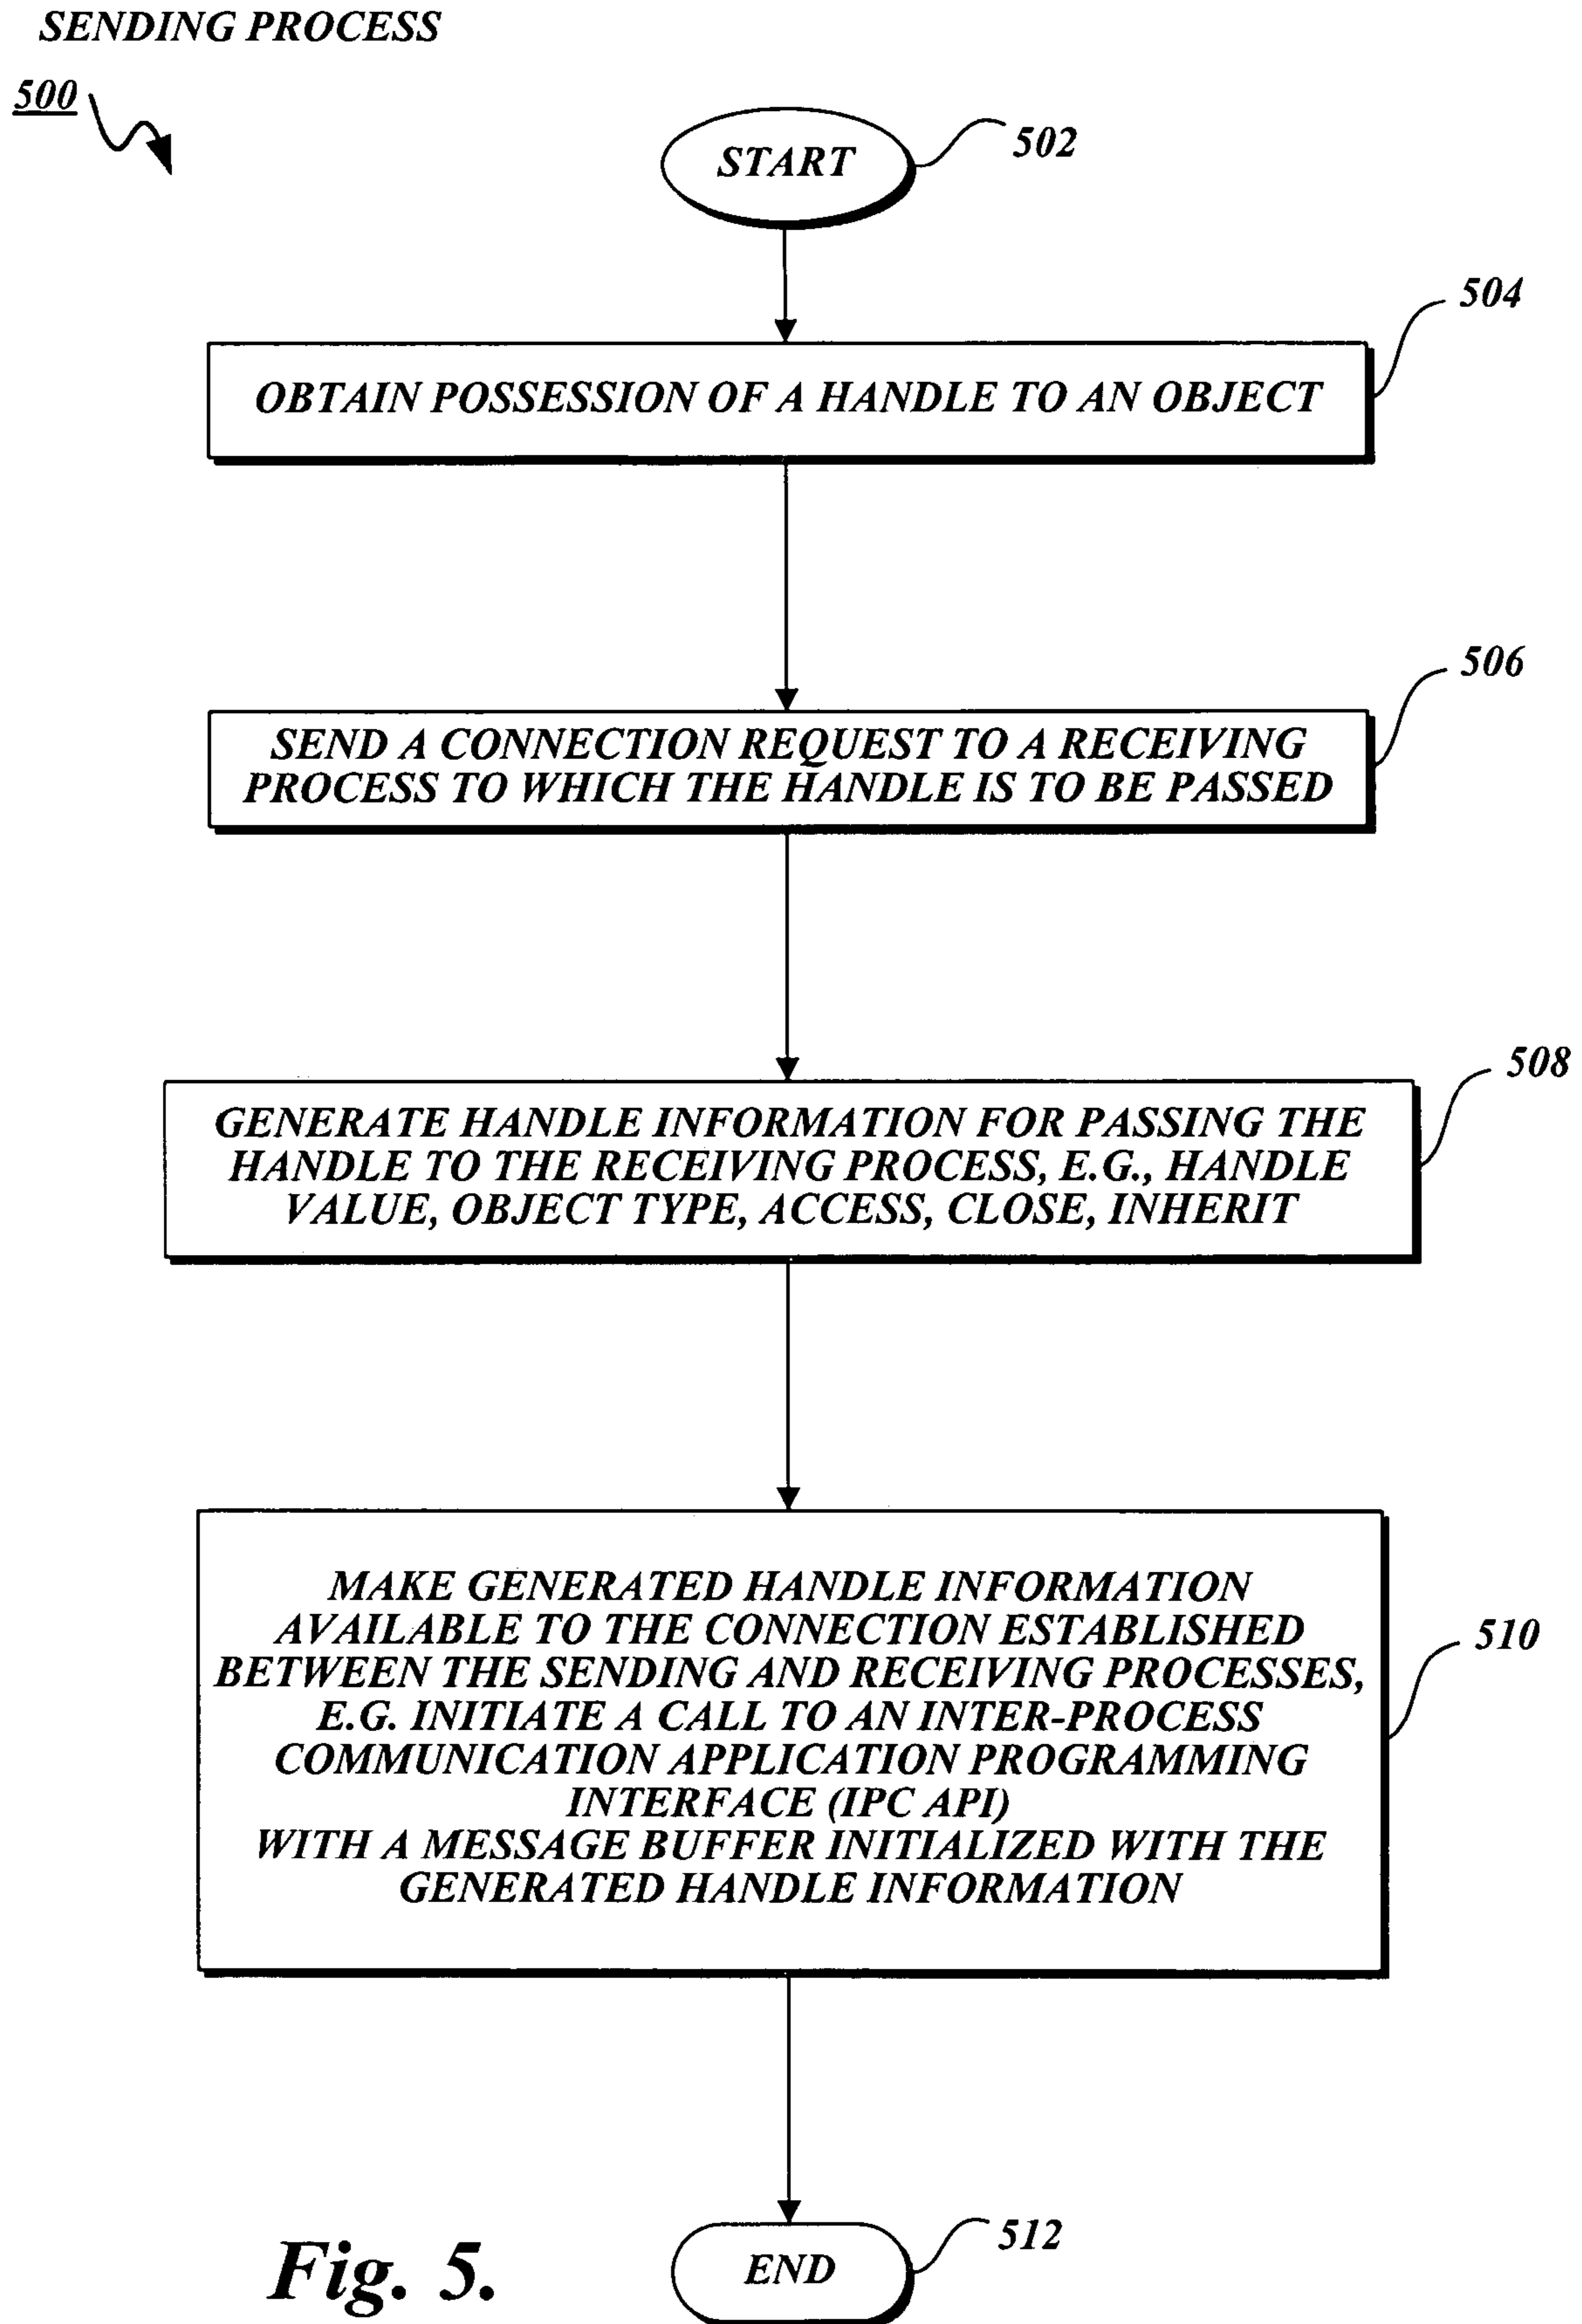 SENDING PROCESS
500
START
502
504
OBTAIN POSSESSION OF A HANDLE TO AN OBJECT
506
SEND A CONNECTION REQUEST TO A RECEIVING
PROCESS TO WHICH THE HANDLE IS TO BE PASSED
508
GENERATE HANDLE INFORMATION FOR PASSING THE
HANDLE TO THE RECEIVING PROCESS, E.G., HANDLE
VALUE, OBJECT TYPE, ACCESS, CLOSE, INHERIT
MAKE GENERATED HANDLE INFORMATION
AVAILABLE TO THE CONNECTION ESTABLISHED
BETWEEN THE SENDING AND RECEIVING PROCESSES,
E.G. INITIATE A CALL TO AN INTER-PROCESS
COMMUNICATION APPLICATION PROGRAMMING
INTERFACE (IPC API)
WITH A MESSAGE BUFFER INITIALIZED WITH THE
GENERATED HANDLE INFORMATION
510
512
END
Fig. 5.